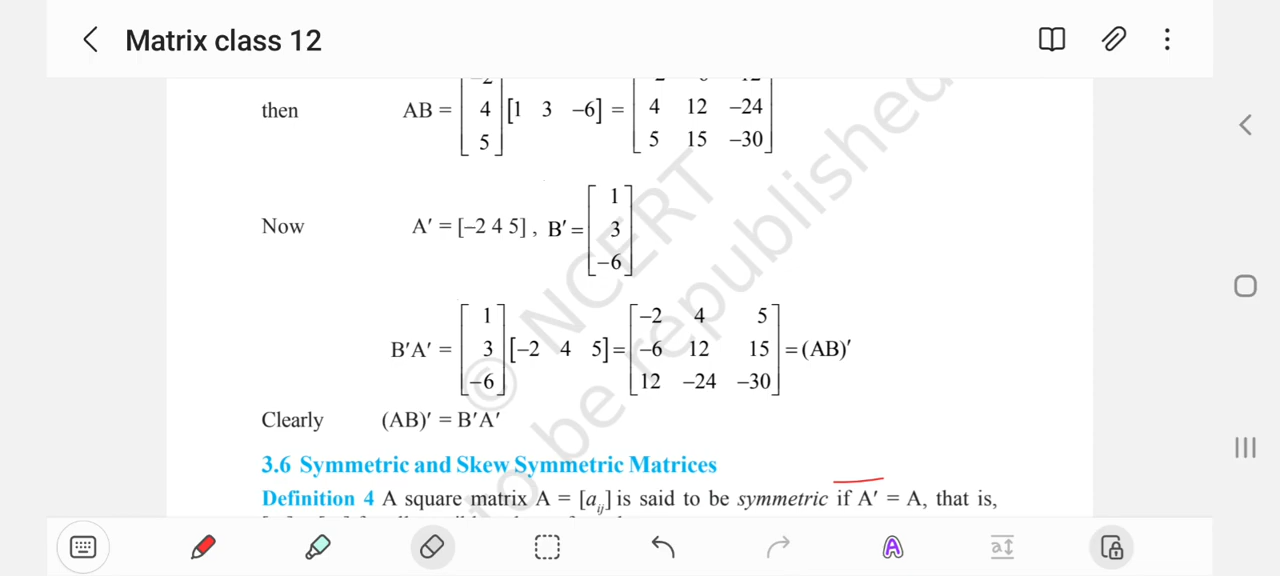 Matrix class 12
then AB = [4 5] [1 3 −6] = [4 12 −24 5 15 −30]
Now A′ = [−2 4 5] , B′ = [1 3 −6]
B′A′ = [1 3 −6] [−2 4 5] = [−2 4 5 −6 12 15 12 −24 −30] = (AB)′
Clearly (AB)′ = B′A′
3.6 Symmetric and Skew Symmetric Matrices
Definition 4 A square matrix A = [aij] is said to be symmetric if A′ = A, that is,
© NCERT
to be republished